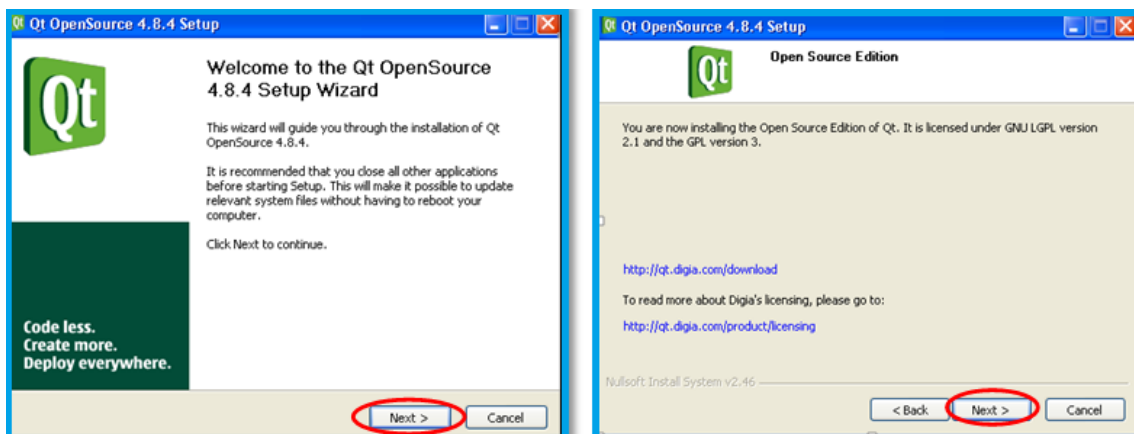 Qt OpenSource 4.8.4 Setup
Qt
Welcome to the Qt OpenSource
4.8.4 Setup Wizard
This wizard will guide you through the installation of Qt
OpenSource 4.8.4.
It is recommended that you close all other applications
before starting Setup. This will make it possible to update
relevant system files without having to reboot your
computer.
Click Next to continue.
Code less.
Create more.
Deploy everywhere.
Next >
Cancel
Qt OpenSource 4.8.4 Setup
Qt
Open Source Edition
You are now installing the Open Source Edition of Qt. It is licensed under GNU LGPL version
2.1 and the GPL version 3.
http://qt.digia.com/download
To read more about Digia's licensing, please go to:
http://qt.digia.com/product/licensing
Nullsoft Install System v2.46
< Back
Next >
Cancel